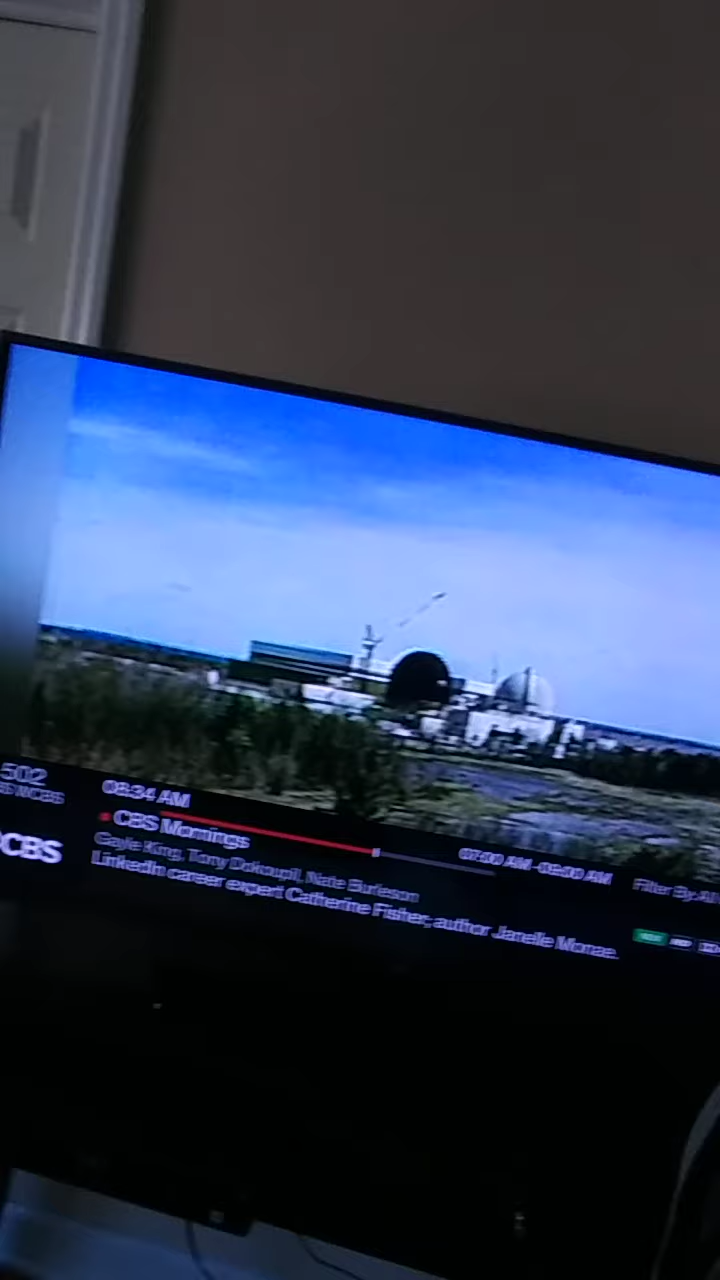 502
08:34 AM
CBS Mornings
07:00 AM - 09:00 AM
Filter By: Al
CBS
Gayle King, Tony Dokoupil, Nate Burleson
LinkedIn career expert Catherine Fisher; author Janelle Monae.